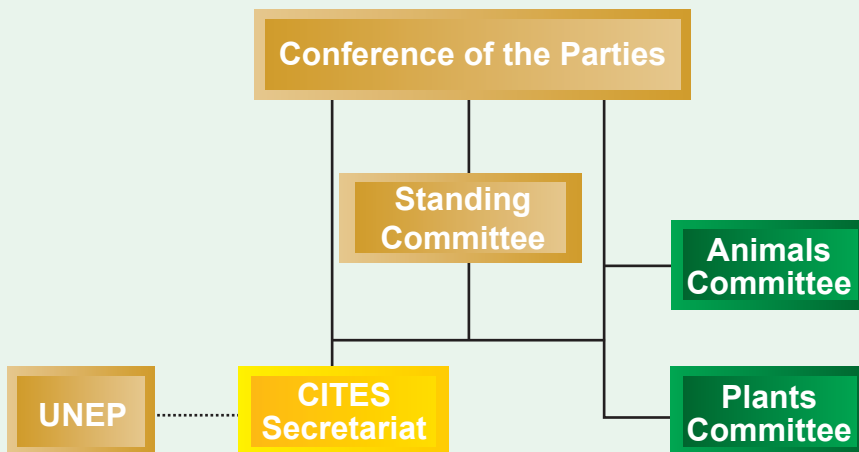 Conference of the Parties
Standing
Committee
Animals
Committee
UNEP
CITES
Secretariat
Plants
Committee